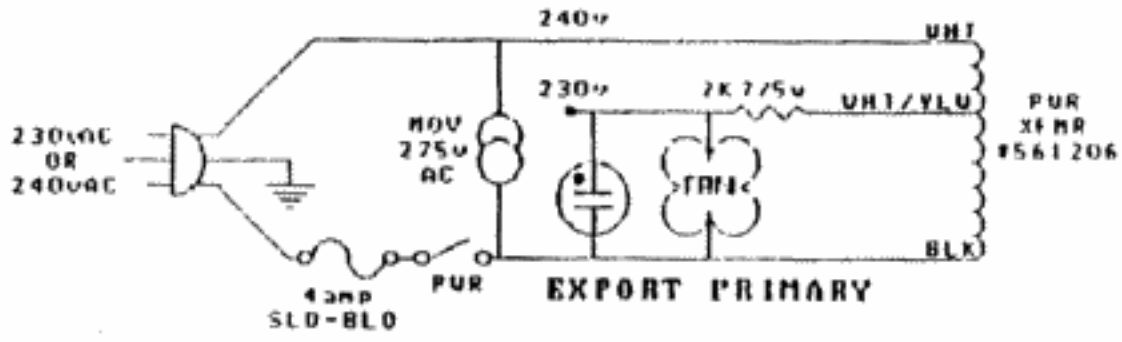 240v
WHT
230v
2K 7/5w
WHT/YLW
230vAC
OR
240vAC
MOV
275v
AC
FAN
PWR
XFMR
#561206
BLK
PWR
4amp
SLO-BLO
EXPORT PRIMARY